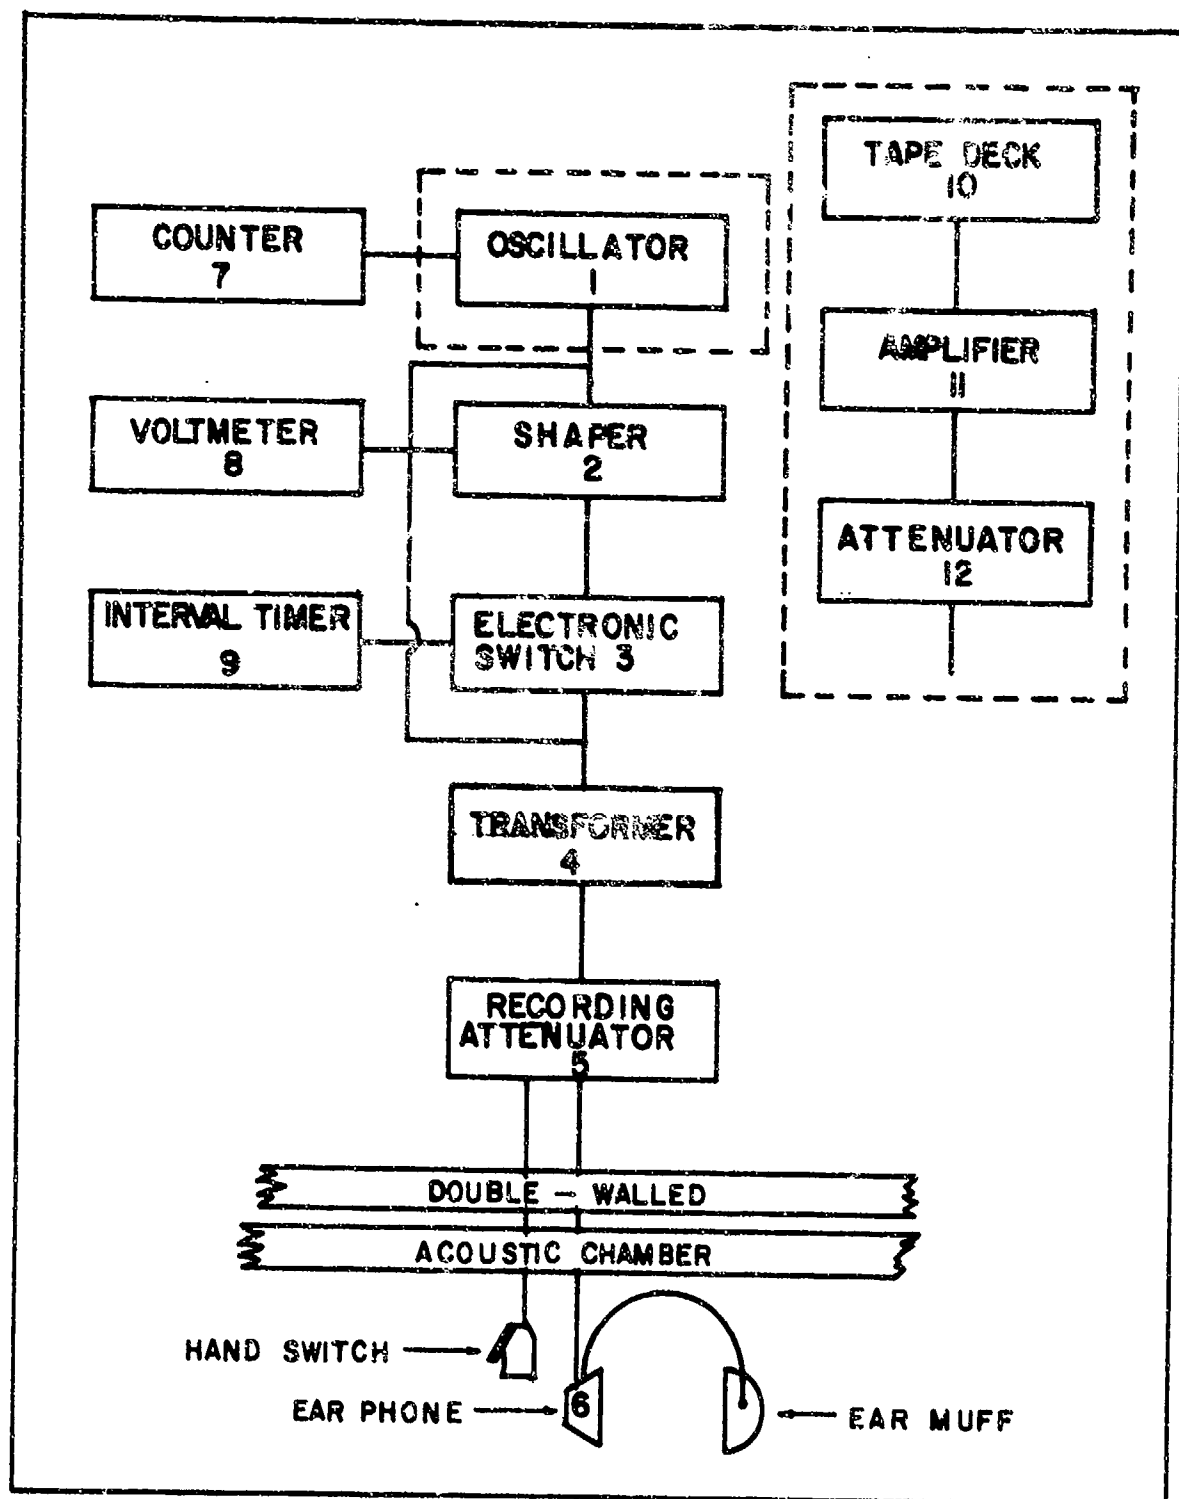 TAPE DECK
10
COUNTER
7
OSCILLATOR
1
AMPLIFIER
11
VOLTMETER
8
SHAPER
2
ATTENUATOR
12
INTERVAL TIMER
9
ELECTRONIC
SWITCH 3
TRANSFORMER
4
RECORDING
ATTENUATOR
5
DOUBLE - WALLED
ACOUSTIC CHAMBER
HAND SWITCH
EAR PHONE
6
EAR MUFF